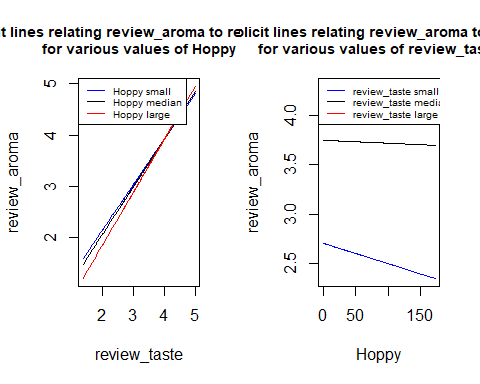 it lines relating review_aroma to re
for various values of Hoppy
Hoppy small
Hoppy median
Hoppy large
review_aroma
5
4
3
2
2
3
4
5
review_taste
licit lines relating review_aroma to
for various values of review_tas
review_taste small
review_taste media
review_taste large
review_aroma
4.0
3.5
3.0
2.5
0
50
150
Hoppy